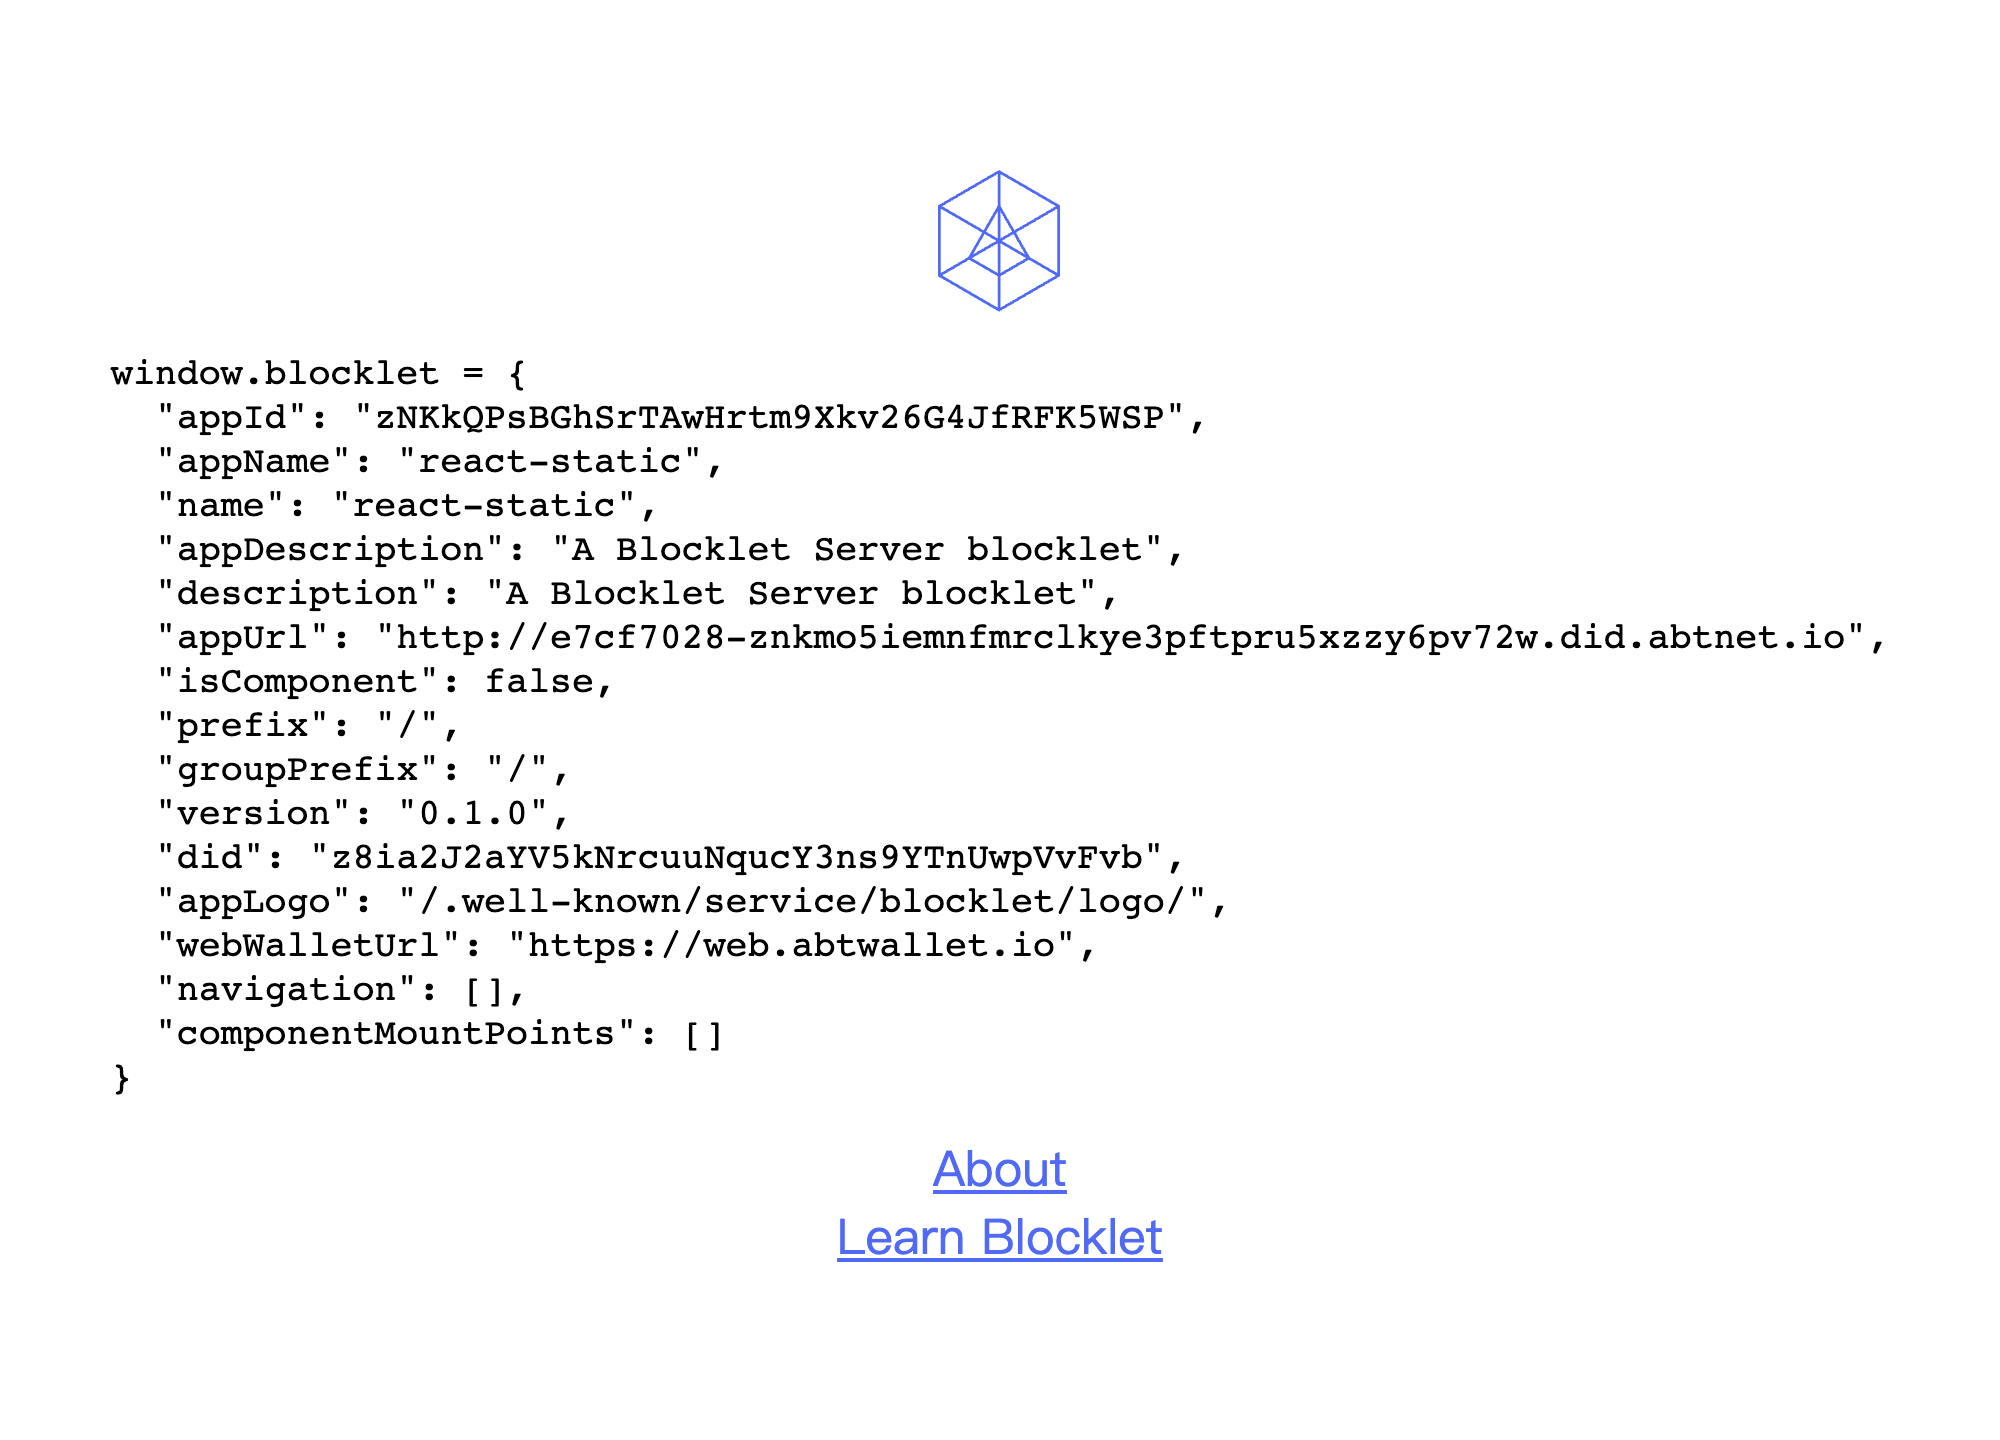 window.blocklet = {
  "appId": "zNKkQPsBGhSrTAwHrtm9Xkv26G4JfRFK5WSP",
  "appName": "react-static",
  "name": "react-static",
  "appDescription": "A Blocklet Server blocklet",
  "description": "A Blocklet Server blocklet",
  "appUrl": "http://e7cf7028-znkmo5iemnfmrclkye3pftpru5xzzy6pv72w.did.abtnet.io",
  "isComponent": false,
  "prefix": "/",
  "groupPrefix": "/",
  "version": "0.1.0",
  "did": "z8ia2J2aYV5kNrcuuNqucY3ns9YTnUwpVvFvb",
  "appLogo": "/.well-known/service/blocklet/logo/",
  "webWalletUrl": "https://web.abtwallet.io",
  "navigation": [],
  "componentMountPoints": []
}
About
Learn Blocklet